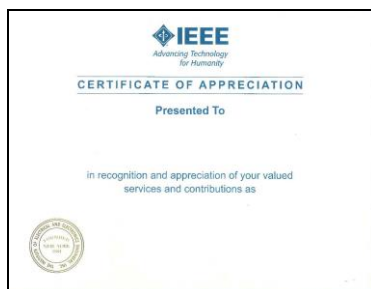 IEEE
Advancing Technology
for Humanity
CERTIFICATE OF APPRECIATION
Presented To
in recognition and appreciation of your valued
services and contributions as